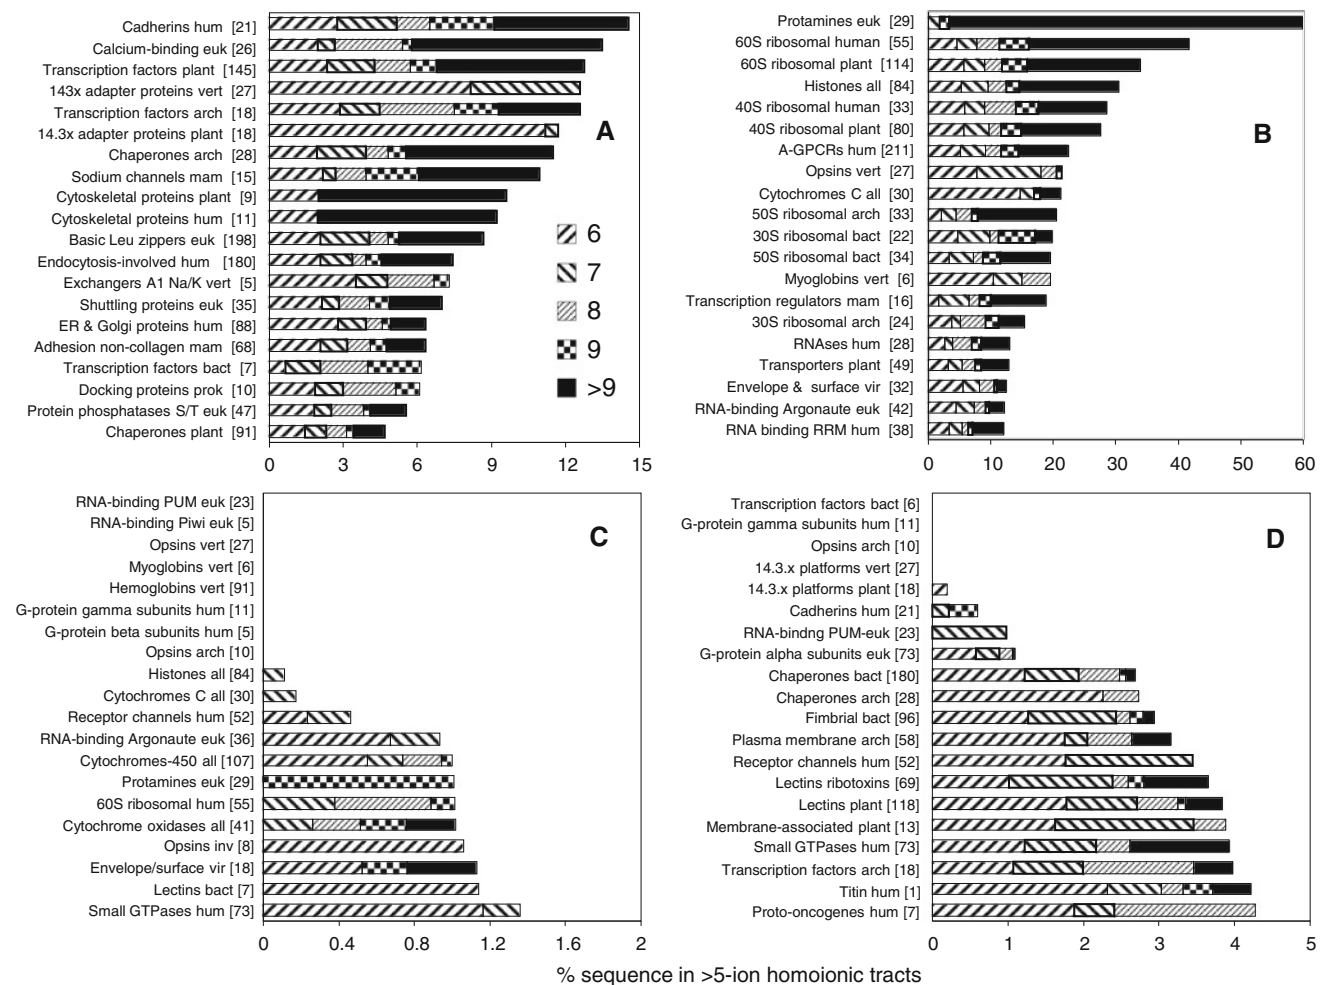 Cadherins hum [21]
Calcium-binding euk [26]
Transcription factors plant [145]
143x adapter proteins vert [27]
Transcription factors arch [18]
14.3x adapter proteins plant [18]
Chaperones arch [28]
Sodium channels mam [15]
Cytoskeletal proteins plant [9]
Cytoskeletal proteins hum [11]
Basic Leu zippers euk [198]
Endocytosis-involved hum [180]
Exchangers A1 Na/K vert [5]
Shuttling proteins euk [35]
ER & Golgi proteins hum [88]
Adhesion non-collagen mam [68]
Transcription factors bact [7]
Docking proteins prok [10]
Protein phosphatases S/T euk [47]
Chaperones plant [91]
A
6
7
8
9
>9
0 3 6 9 12 15
Protamines euk [29]
60S ribosomal human [55]
60S ribosomal plant [114]
Histones all [84]
40S ribosomal human [33]
40S ribosomal plant [80]
A-GPCRs hum [211]
Opsins vert [27]
Cytochromes C all [30]
50S ribosomal arch [33]
30S ribosomal bact [22]
50S ribosomal bact [34]
Myoglobins vert [6]
Transcription regulators mam [16]
30S ribosomal arch [24]
RNAses hum [28]
Transporters plant [49]
Envelope & surface vir [32]
RNA-binding Argonaute euk [42]
RNA binding RRM hum [38]
B
0 10 20 30 40 50 60
RNA-binding PUM euk [23]
RNA-binding Piwi euk [5]
Opsins vert [27]
Myoglobins vert [6]
Hemoglobins vert [91]
G-protein gamma subunits hum [11]
G-protein beta subunits hum [5]
Opsins arch [10]
Histones all [84]
Cytochromes C all [30]
Receptor channels hum [52]
RNA-binding Argonaute euk [36]
Cytochromes-450 all [107]
Protamines euk [29]
60S ribosomal hum [55]
Cytochrome oxidases all [41]
Opsins inv [8]
Envelope/surface vir [18]
Lectins bact [7]
Small GTPases hum [73]
C
0 0.4 0.8 1.2 1.6 2
Transcription factors bact [6]
G-protein gamma subunits hum [11]
Opsins arch [10]
14.3.x platforms vert [27]
14.3.x platforms plant [18]
Cadherins hum [21]
RNA-bindng PUM-euk [23]
G-protein alpha subunits euk [73]
Chaperones bact [180]
Chaperones arch [28]
Fimbrial bact [96]
Plasma membrane arch [58]
Receptor channels hum [52]
Lectins ribotoxins [69]
Lectins plant [118]
Membrane-associated plant [13]
Small GTPases hum [73]
Transcription factors arch [18]
Titin hum [1]
Proto-oncogenes hum [7]
D
0 1 2 3 4 5
% sequence in >5-ion homoionic tracts